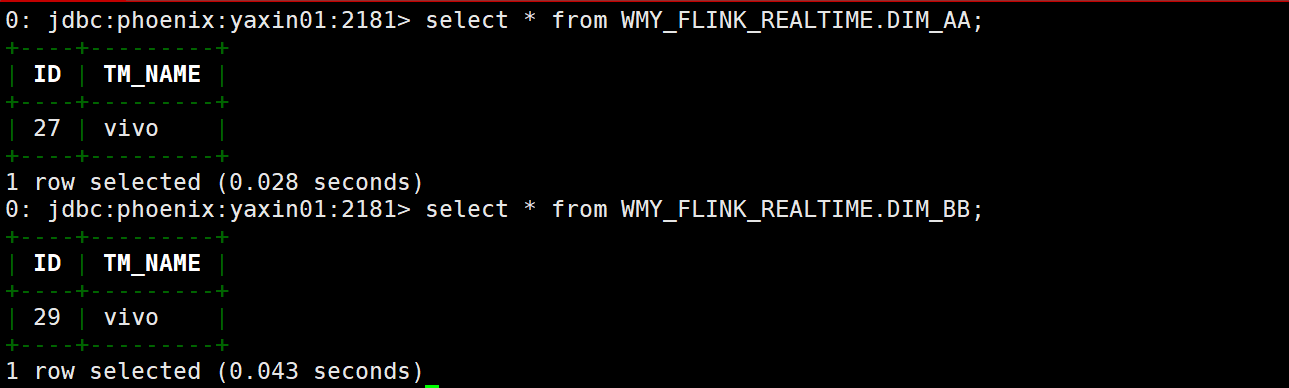 0: jdbc:phoenix:yaxin01:2181> select * from WMY_FLINK_REALTIME.DIM_AA;
+----+---------+
| ID | TM_NAME |
+----+---------+
| 27 | vivo    |
+----+---------+
1 row selected (0.028 seconds)
0: jdbc:phoenix:yaxin01:2181> select * from WMY_FLINK_REALTIME.DIM_BB;
+----+---------+
| ID | TM_NAME |
+----+---------+
| 29 | vivo    |
+----+---------+
1 row selected (0.043 seconds)